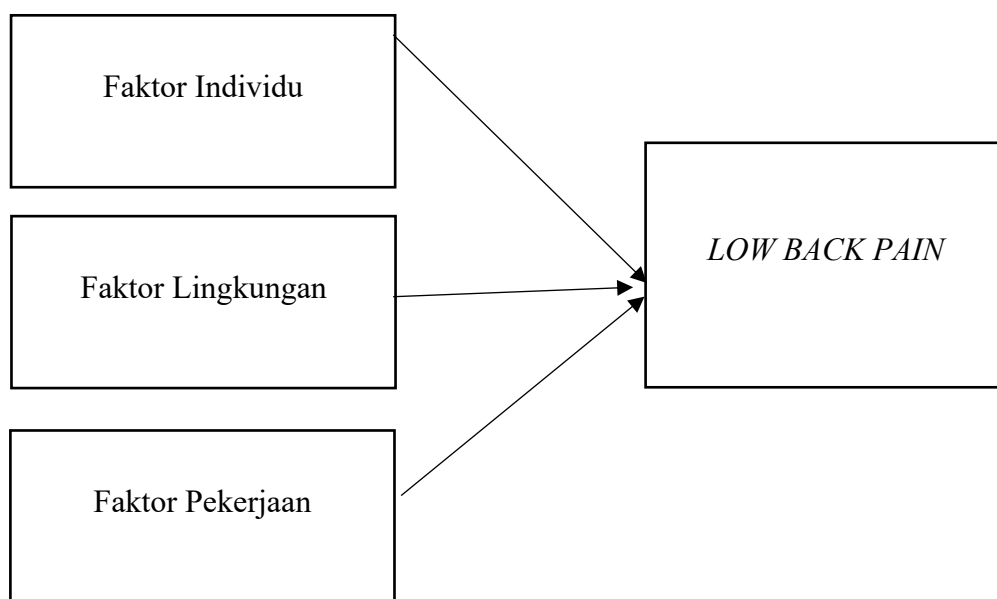 Faktor Individu
Faktor Lingkungan
LOW BACK PAIN
Faktor Pekerjaan